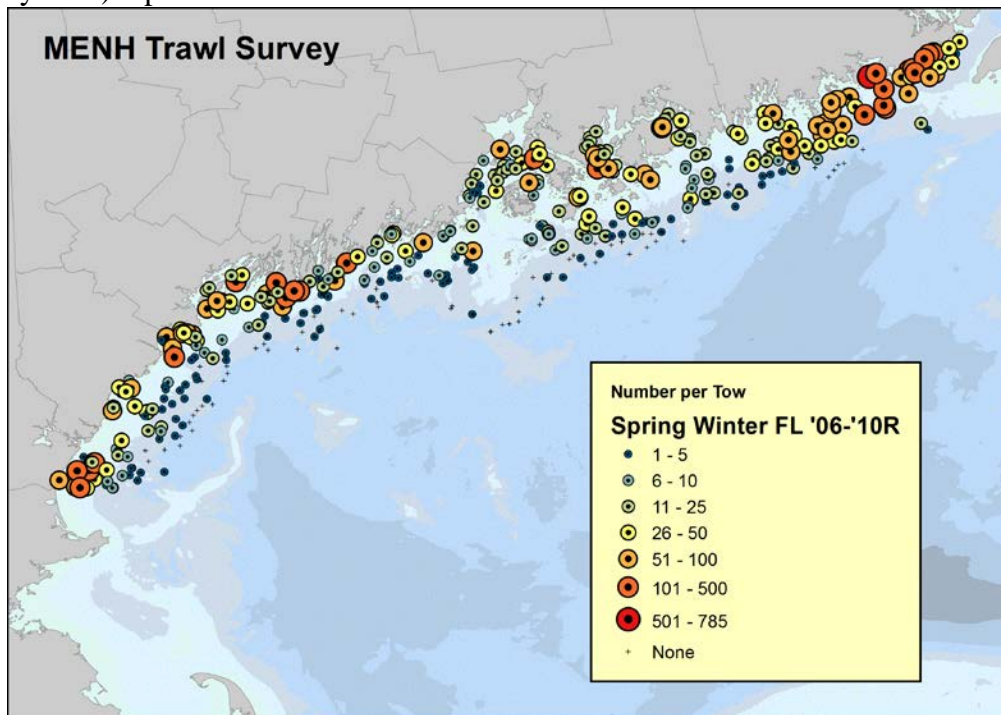 MENH Trawl Survey
Number per Tow
Spring Winter FL '06-'10R
1 - 5
6 - 10
11 - 25
26 - 50
51 - 100
101 - 500
501 - 785
None